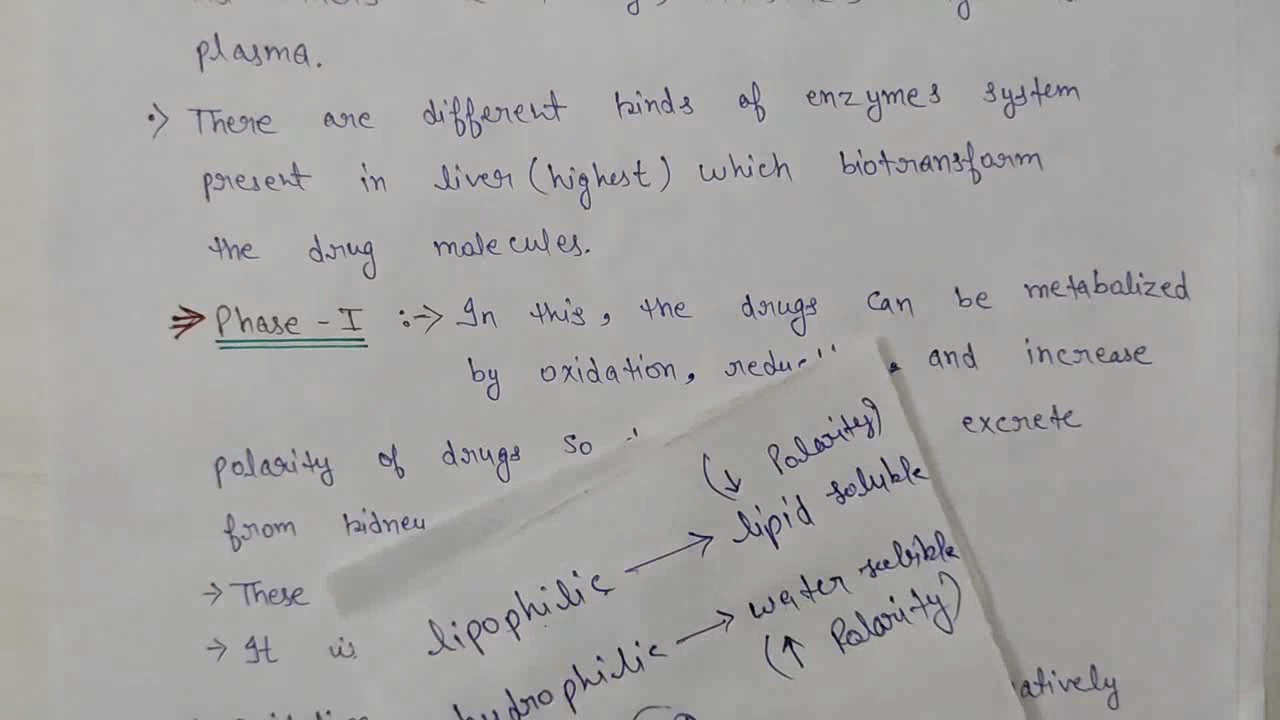 plasma.
There are different kinds of enzymes system
present in liver (highest) which biotransform
the drug molecules.
Phase - I :-> In this, the drugs can be metabalized
by oxidation, and increase
polarity of drugs so excrete
from
-> These
-> It is
(↓ Polarity)
lipophilic → lipid soluble
hydrophilic → water soluble
(↑ Polarity)